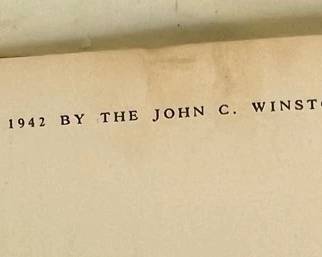 1942 BY THE JOHN C. WINST